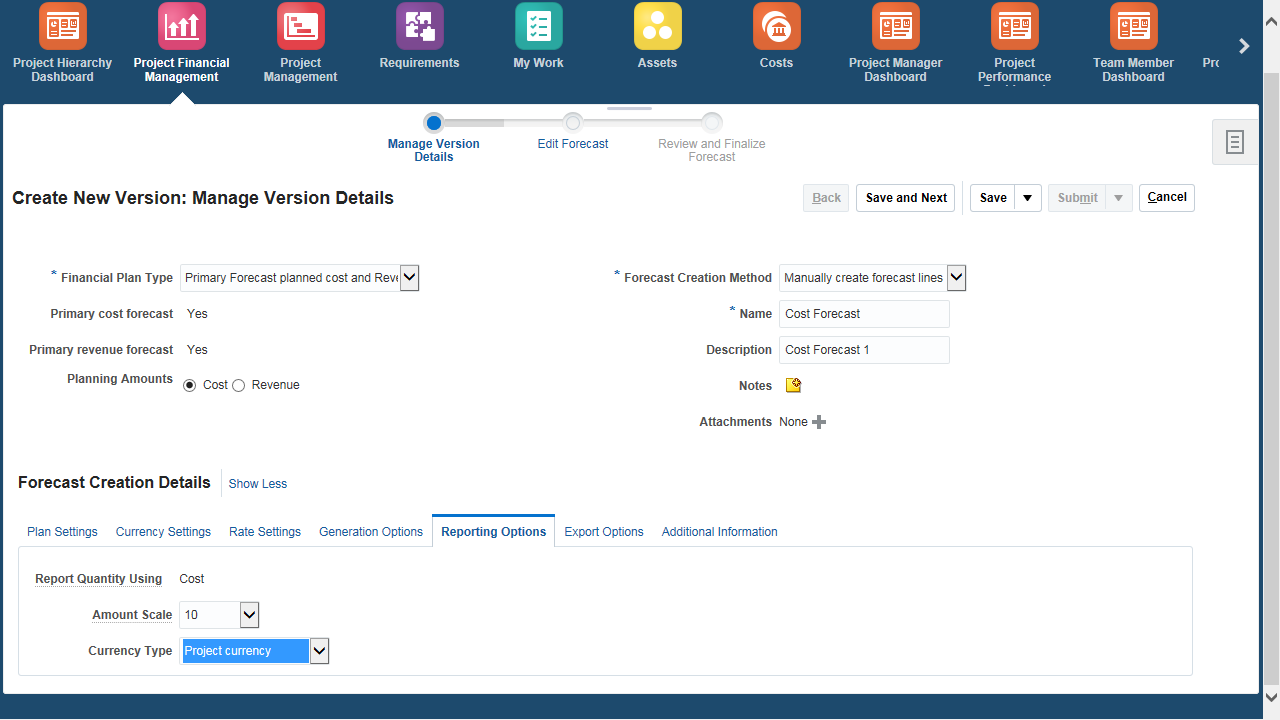 Project Hierarchy Dashboard
Project Financial Management
Project Management
Requirements
My Work
Assets
Costs
Project Manager Dashboard
Project Performance
Team Member Dashboard
Manage Version Details
Edit Forecast
Review and Finalize Forecast
Create New Version: Manage Version Details
Back
Save and Next
Save
Submit
Cancel
* Financial Plan Type Primary Forecast planned cost and Reve
* Forecast Creation Method Manually create forecast lines
Primary cost forecast Yes
* Name Cost Forecast
Primary revenue forecast Yes
Description Cost Forecast 1
Planning Amounts Cost Revenue
Notes
Attachments None
Forecast Creation Details Show Less
Plan Settings
Currency Settings
Rate Settings
Generation Options
Reporting Options
Export Options
Additional Information
Report Quantity Using Cost
Amount Scale 10
Currency Type Project currency